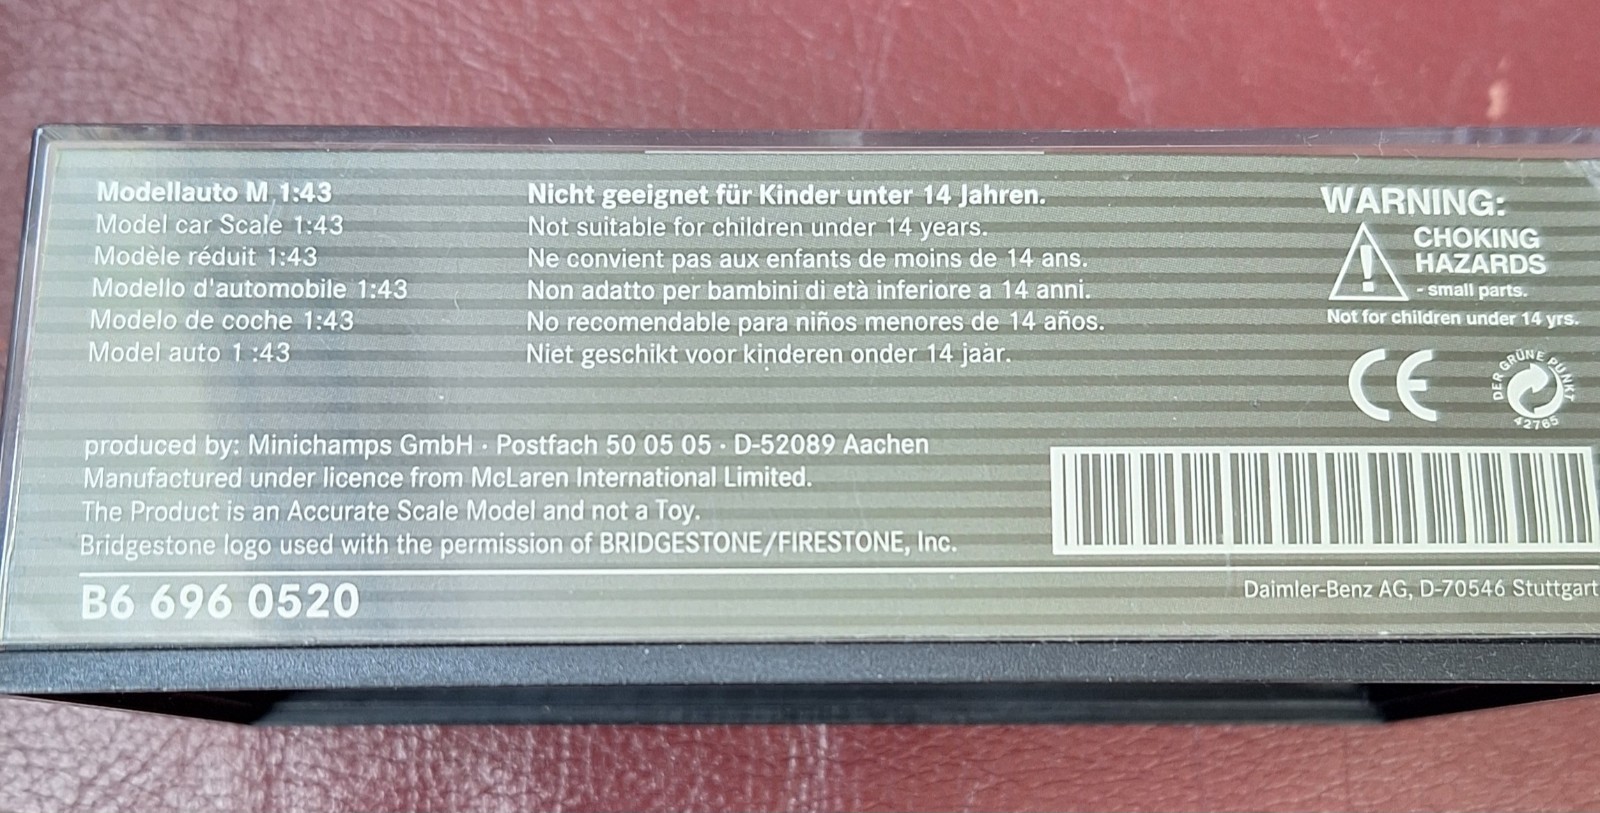 Modellauto M 1:43
Model car Scale 1:43
Modèle réduit 1:43
Modello d'automobile 1:43
Modelo de coche 1:43
Model auto 1 :43
Nicht geeignet für Kinder unter 14 Jahren.
Not suitable for children under 14 years.
Ne convient pas aux enfants de moins de 14 ans.
Non adatto per bambini di età inferiore a 14 anni.
No recomendable para niños menores de 14 años.
Niet geschikt voor kinderen onder 14 jaar.
WARNING:
CHOKING
HAZARDS
- small parts.
Not for children under 14 yrs.
CE
DER GRÜNE PUNKT
42765
produced by: Minichamps GmbH · Postfach 50 05 05 · D-52089 Aachen
Manufactured under licence from McLaren International Limited.
The Product is an Accurate Scale Model and not a Toy.
Bridgestone logo used with the permission of BRIDGESTONE/FIRESTONE, Inc.
B6 696 0520
Daimler-Benz AG, D-70546 Stuttgart